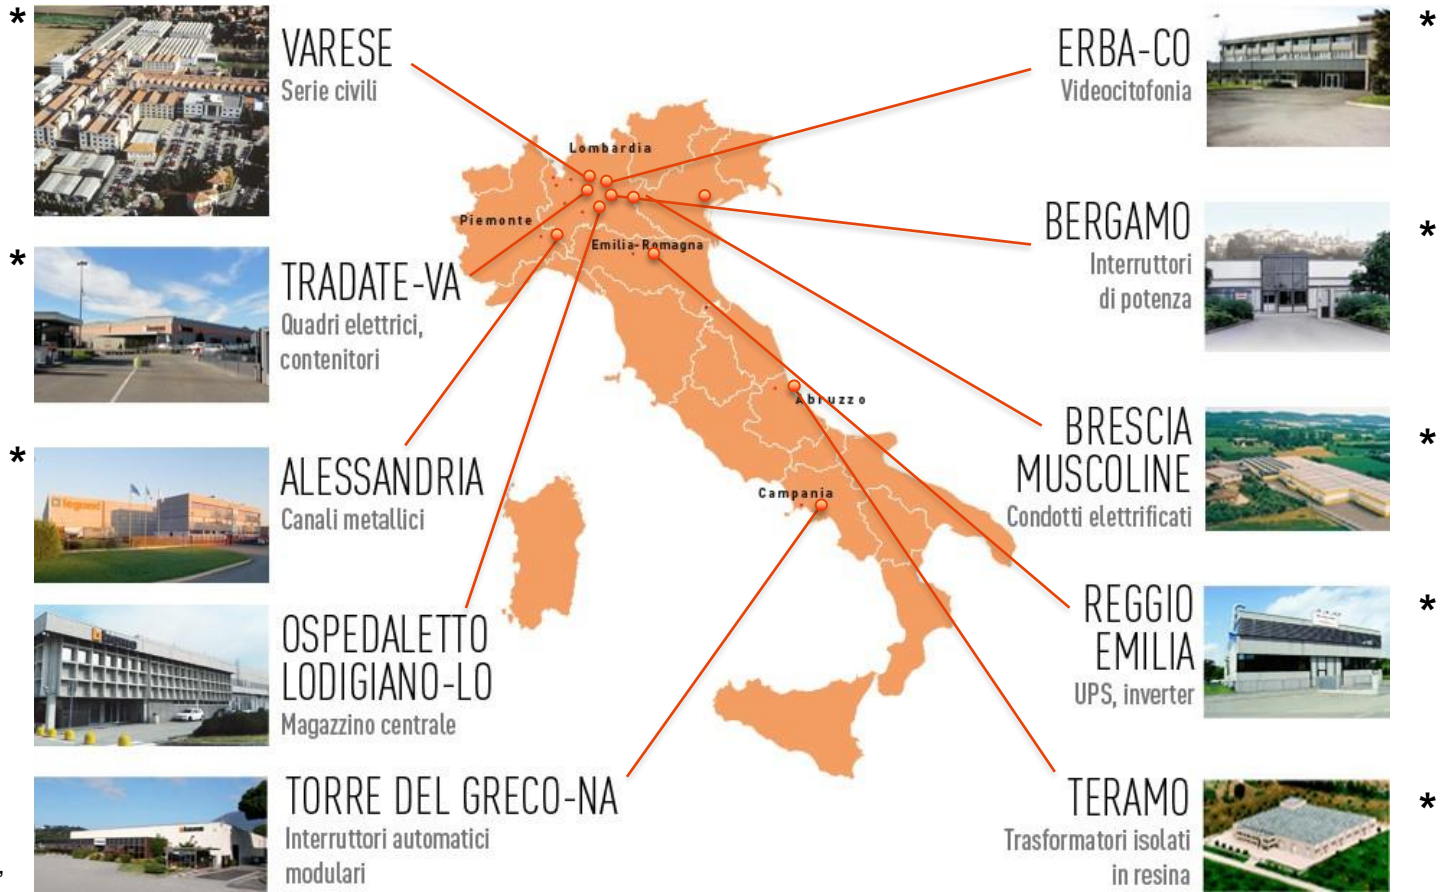 *
VARESE
Serie civili
*
TRADATE-VA
Quadri elettrici,
contenitori
*
ALESSANDRIA
Canali metallici
legrand
OSPEDALETTO
LODIGIANO-LO
Magazzino centrale
TORRE DEL GRECO-NA
Interruttori automatici
modulari
,
Lombardia
Piemonte
Emilia-Romagna
Abruzzo
Campania
ERBA-CO
Videocitofonia
*
BERGAMO
Interruttori
di potenza
*
BRESCIA
MUSCOLINE
Condotti elettrificati
*
REGGIO
EMILIA
UPS, inverter
*
TERAMO
Trasformatori isolati
in resina
*